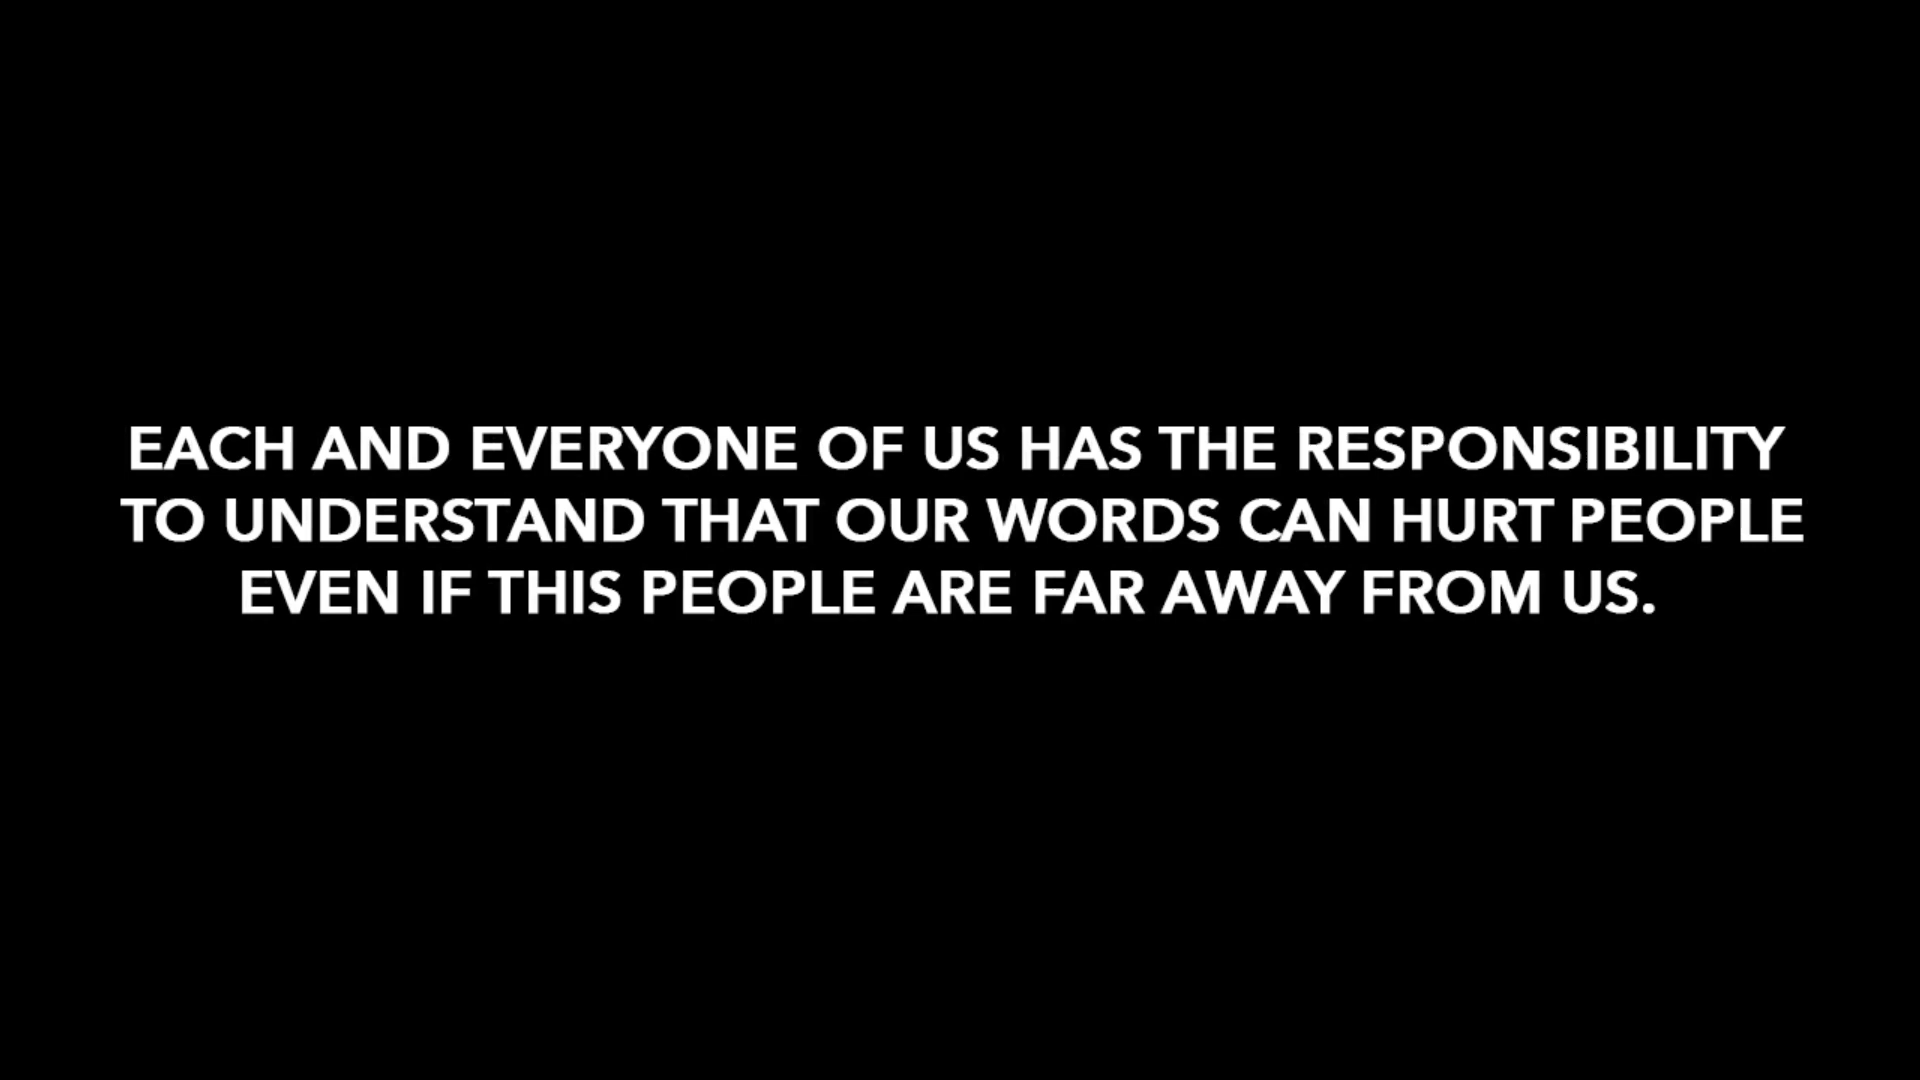 EACH AND EVERYONE OF US HAS THE RESPONSIBILITY
TO UNDERSTAND THAT OUR WORDS CAN HURT PEOPLE
EVEN IF THIS PEOPLE ARE FAR AWAY FROM US.